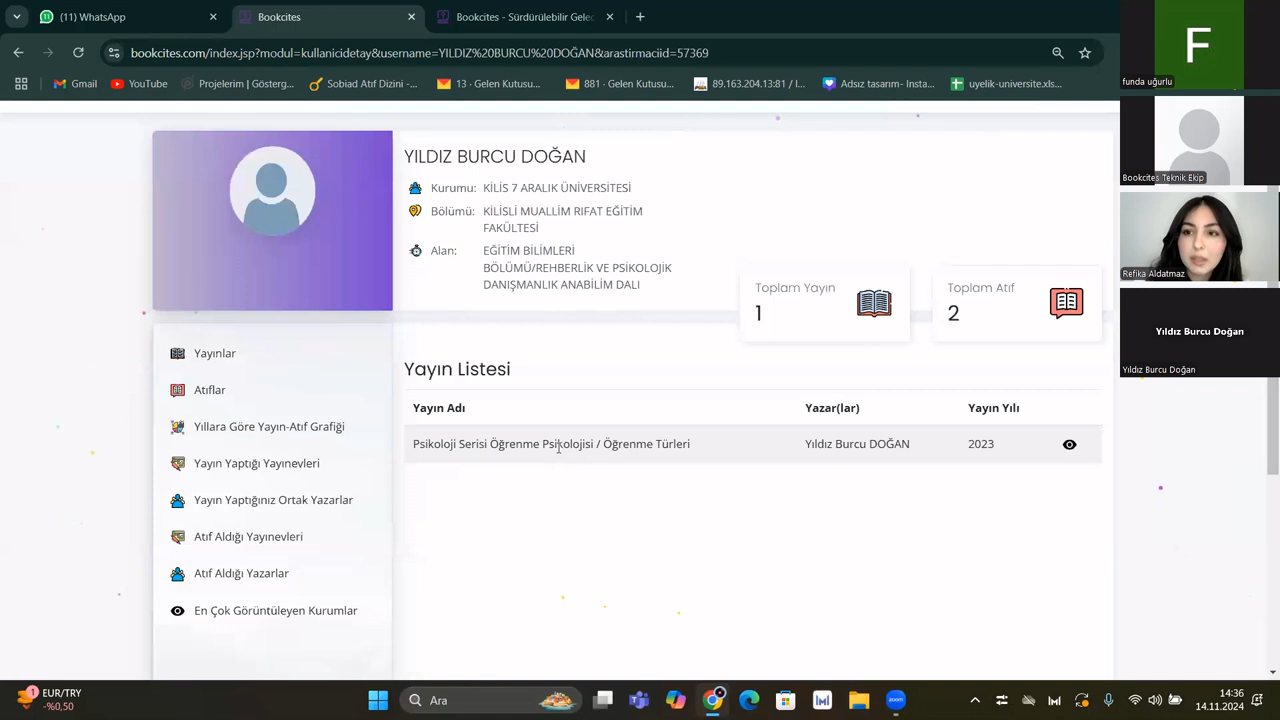 (11) WhatsApp
Bookcites
Bookcites - Sürdürülebilir Gelec
bookcites.com/index.jsp?modul=kullanicidetay&username=YILDIZ%20BURCU%20DOĞAN&arastirmaciid=57369
Gmail
YouTube
Projelerim | Gösterg...
Sobiad Atıf Dizini -...
13 - Gelen Kutusu...
881 - Gelen Kutusu...
89.163.204.13:81 / l...
Adsız tasarım- Insta...
uyelik-universite.xls...
F
funda uğurlu
Bookcites Teknik Ekip
Refika Aldatmaz
Yıldız Burcu Doğan
Yıldız Burcu Doğan
YILDIZ BURCU DOĞAN
Kurumu: KİLİS 7 ARALIK ÜNİVERSİTESİ
Bölümü: KİLİSLİ MUALLİM RIFAT EĞİTİM
FAKÜLTESİ
Alan: EĞİTİM BİLİMLERİ
BÖLÜMÜ/REHBERLİK VE PSİKOLOJİK
DANIŞMANLIK ANABİLİM DALI
Toplam Yayın
1
Toplam Atıf
2
Yayınlar
Atıflar
Yıllara Göre Yayın-Atıf Grafiği
Yayın Yaptığı Yayınevleri
Yayın Yaptığınız Ortak Yazarlar
Atıf Aldığı Yayınevleri
Atıf Aldığı Yazarlar
En Çok Görüntüleyen Kurumlar
Yayın Listesi
Yayın Adı Yazar(lar) Yayın Yılı
Psikoloji Serisi Öğrenme Psikolojisi / Öğrenme Türleri Yıldız Burcu DOĞAN 2023
1
EUR/TRY
-%0,50
Ara
zoom
14:36
14.11.2024